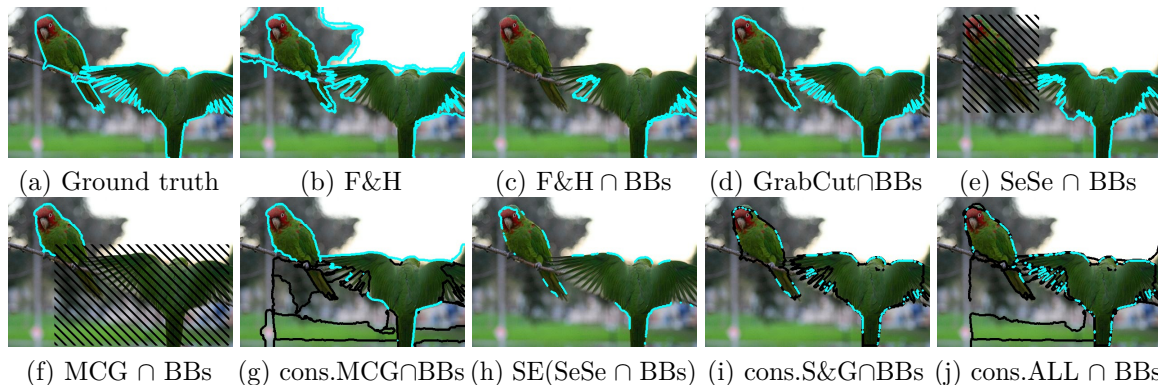 (a) Ground truth (b) F&H (c) F&H ∩ BBs (d) GrabCut∩BBs (e) SeSe ∩ BBs
(f) MCG ∩ BBs (g) cons.MCG∩BBs (h) SE(SeSe ∩ BBs) (i) cons.S&G∩BBs (j) cons.ALL ∩ BBs